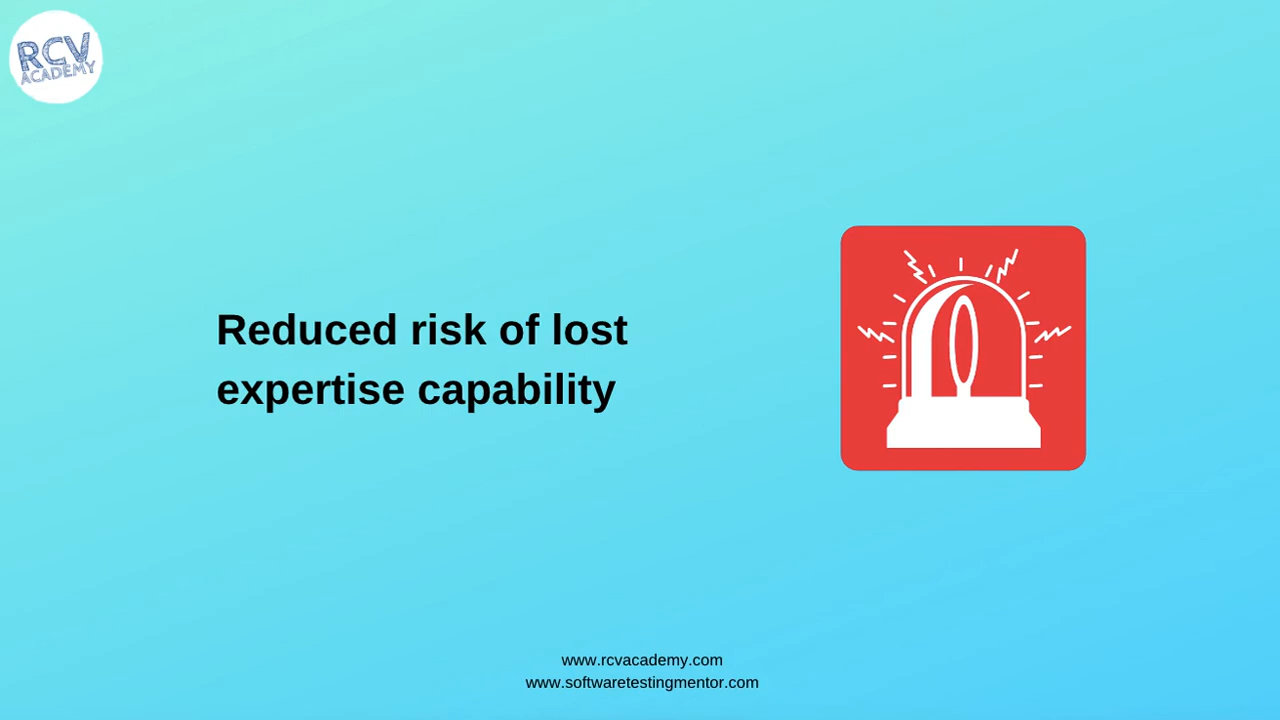 RCV
ACADEMY
Reduced risk of lost
expertise capability
www.rcvacademy.com
www.softwaretestingmentor.com